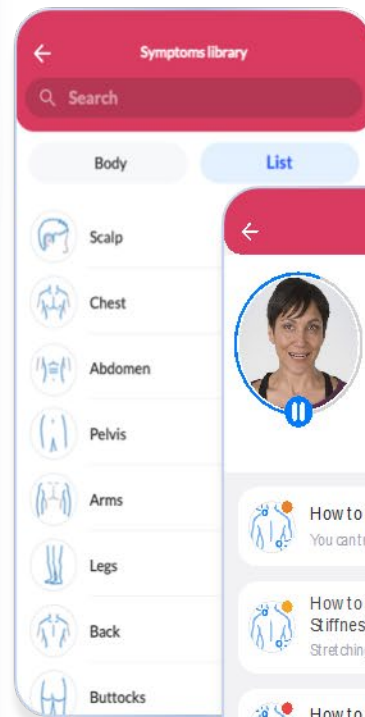 Symptoms library
Search
Body
List
Scalp
Chest
Abdomen
Pelvis
Arms
Legs
Back
Buttocks
How to
You can
How to
Stiffnes
Stretching
How to